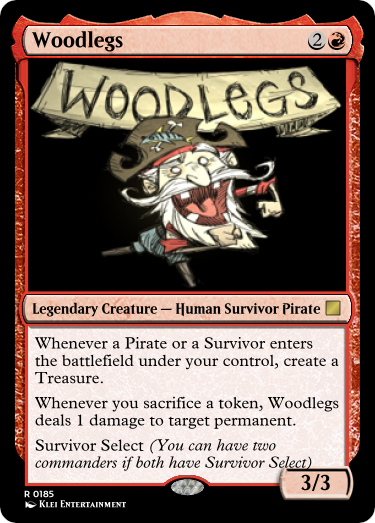 Woodlegs 2
WOODLEGS
Legendary Creature — Human Survivor Pirate
Whenever a Pirate or a Survivor enters
the battlefield under your control, create a
Treasure.
Whenever you sacrifice a token, Woodlegs
deals 1 damage to target permanent.
Survivor Select (You can have two
commanders if both have Survivor Select)
3/3
R 0185
KLEI ENTERTAINMENT